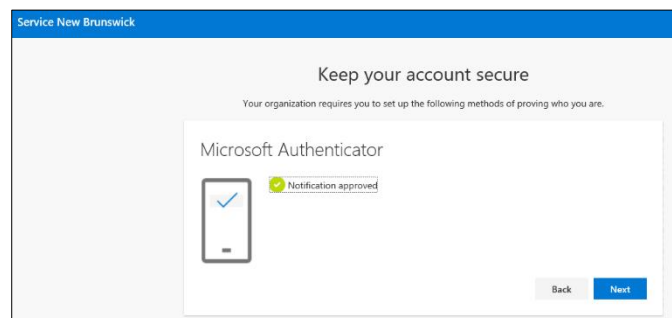 Service New Brunswick
Keep your account secure
Your organization requires you to set up the following methods of proving who you are.
Microsoft Authenticator
Notification approved
Back
Next